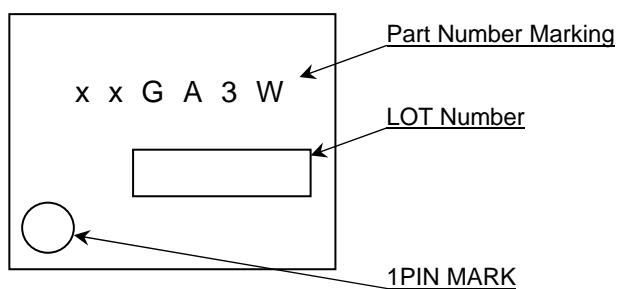 Part Number Marking
x x G A 3 W
LOT Number
1PIN MARK